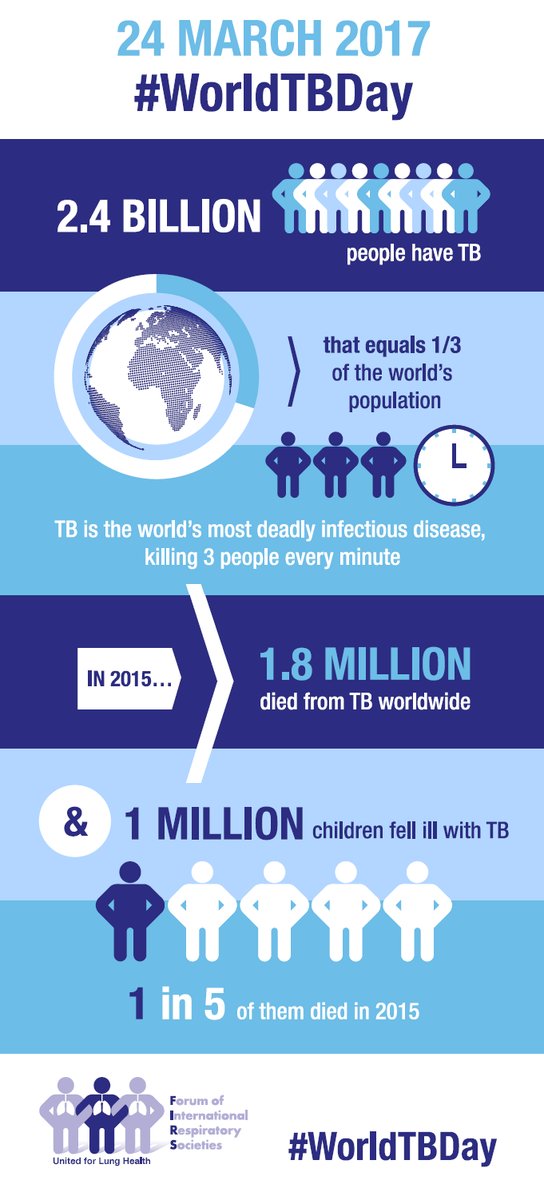 24 MARCH 2017
#WorldTBDay
2.4 BILLION
people have TB
that equals 1/3
of the world's
population
TB is the world's most deadly infectious disease,
killing 3 people every minute
IN 2015...
1.8 MILLION
died from TB worldwide
& 1 MILLION children fell ill with TB
1 in 5 of them died in 2015
Forum of
International
Respiratory
Societies
United for Lung Health
#WorldTBDay